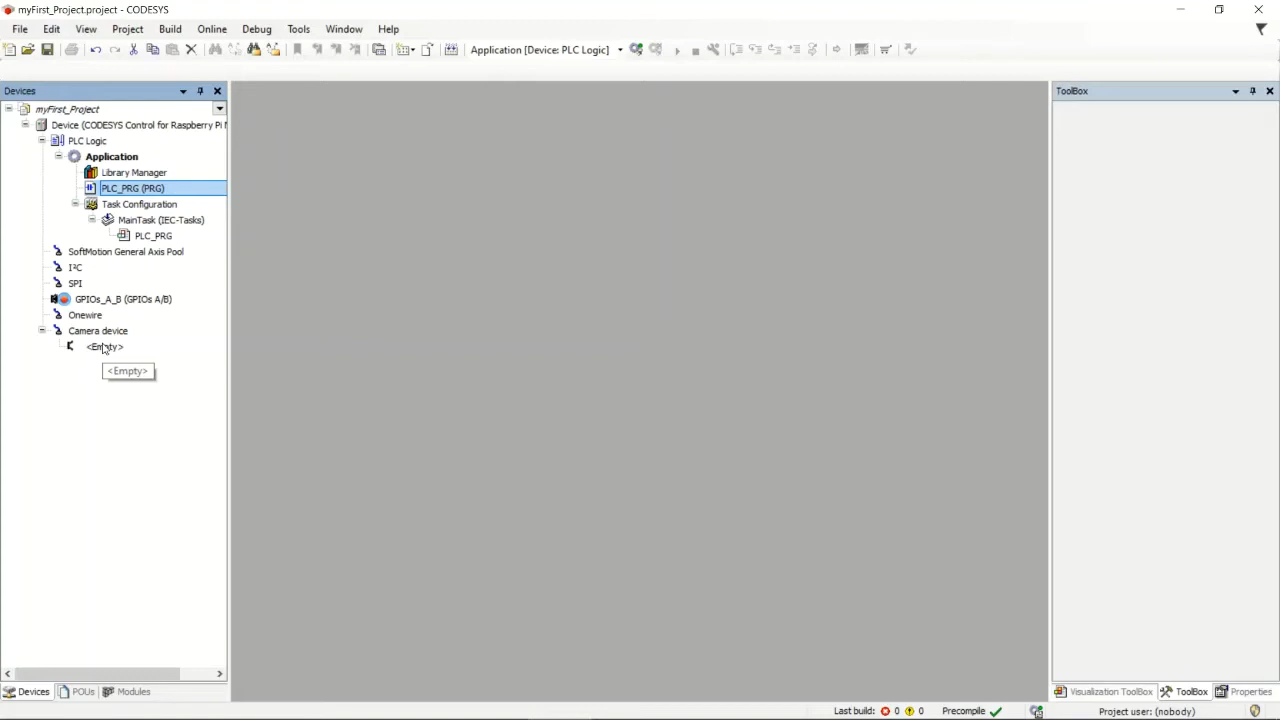 myFirst_Project.project - CODESYS
File Edit View Project Build Online Debug Tools Window Help
Application [Device: PLC Logic]
Devices
ToolBox
myFirst_Project
Device (CODESYS Control for Raspberry Pi M
PLC Logic
Application
Library Manager
PLC_PRG (PRG)
Task Configuration
MainTask (IEC-Tasks)
PLC_PRG
SoftMotion General Axis Pool
I²C
SPI
GPIOs_A_B (GPIOs A/B)
Onewire
Camera device
<Empty>
<Empty>
Devices POUs Modules
Visualization ToolBox ToolBox Properties
Last build: 0 0 Precompile Project user: (nobody)